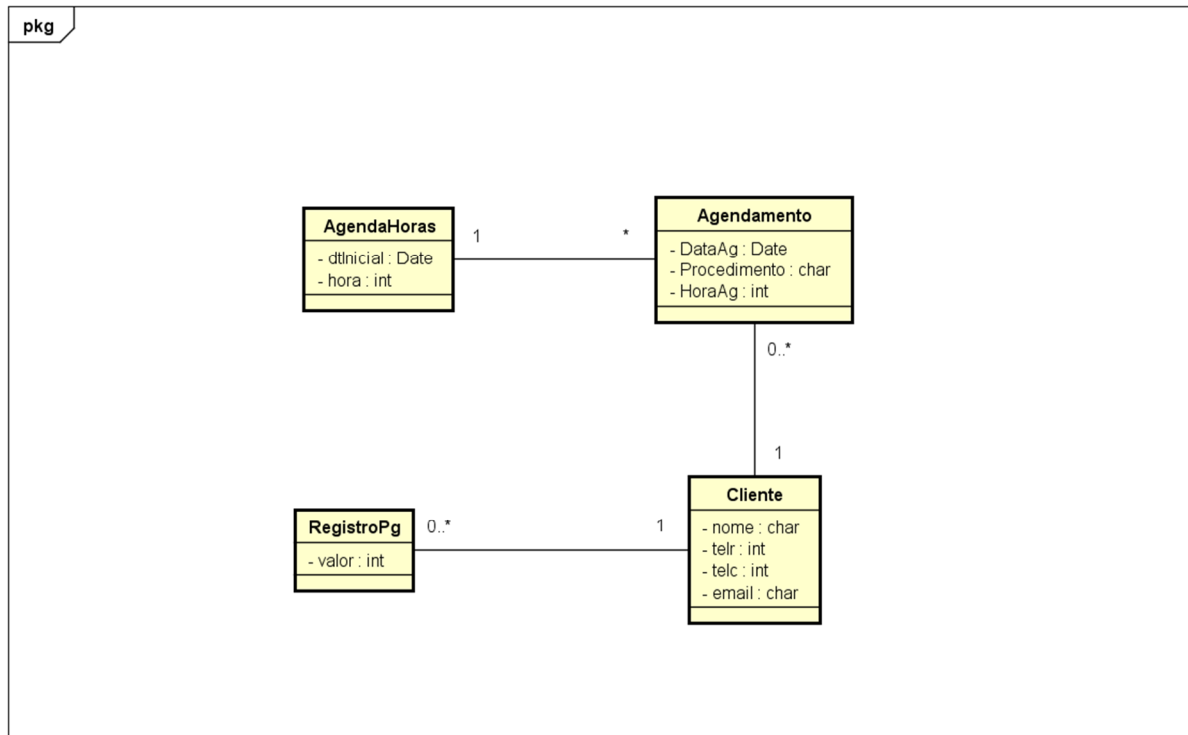 pkg
AgendaHoras
- dtInicial : Date
- hora : int
1
*
Agendamento
- DataAg : Date
- Procedimento : char
- HoraAg : int
0..*
1
RegistroPg
- valor : int
0..*
1
Cliente
- nome : char
- telr : int
- telc : int
- email : char